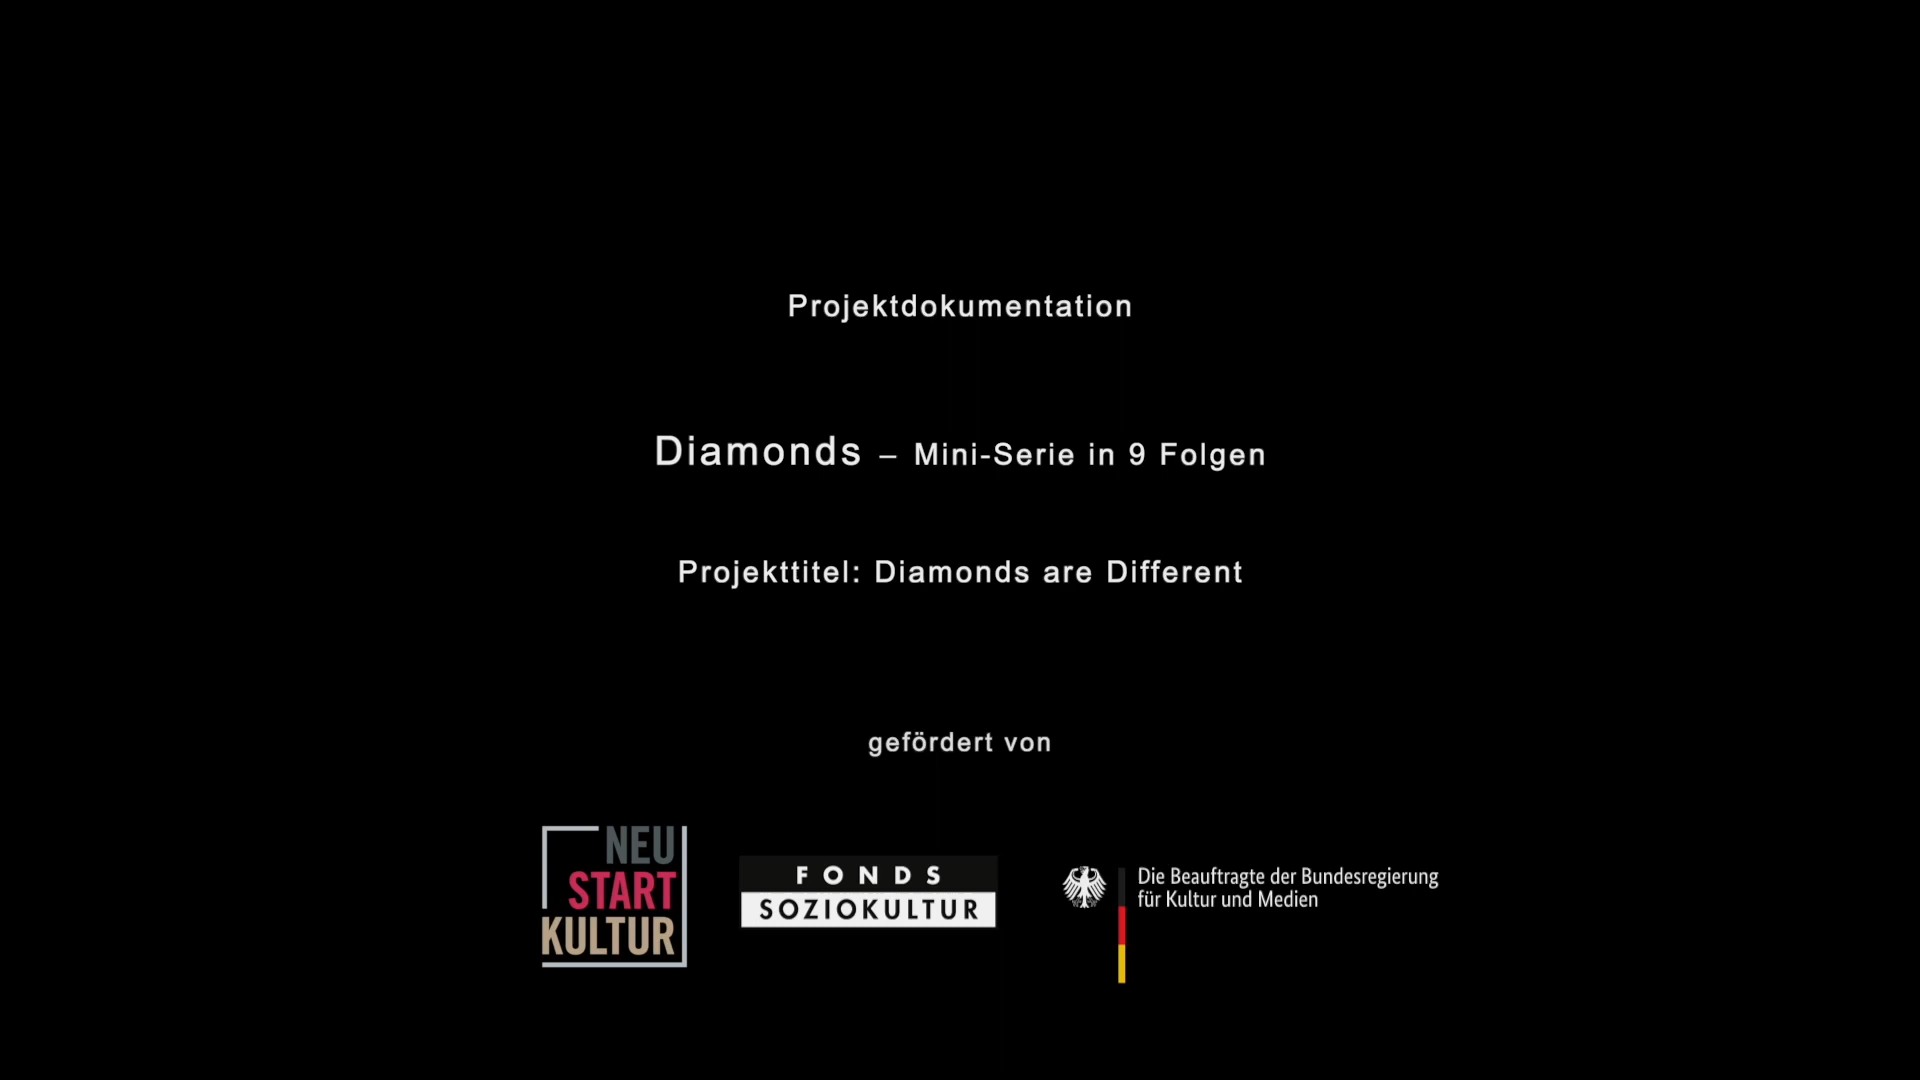 Projektdokumentation
Diamonds – Mini-Serie in 9 Folgen
Projekttitel: Diamonds are Different
gefördert von
NEU
START
KULTUR
FONDS
SOZIOKULTUR
Die Beauftragte der Bundesregierung
für Kultur und Medien